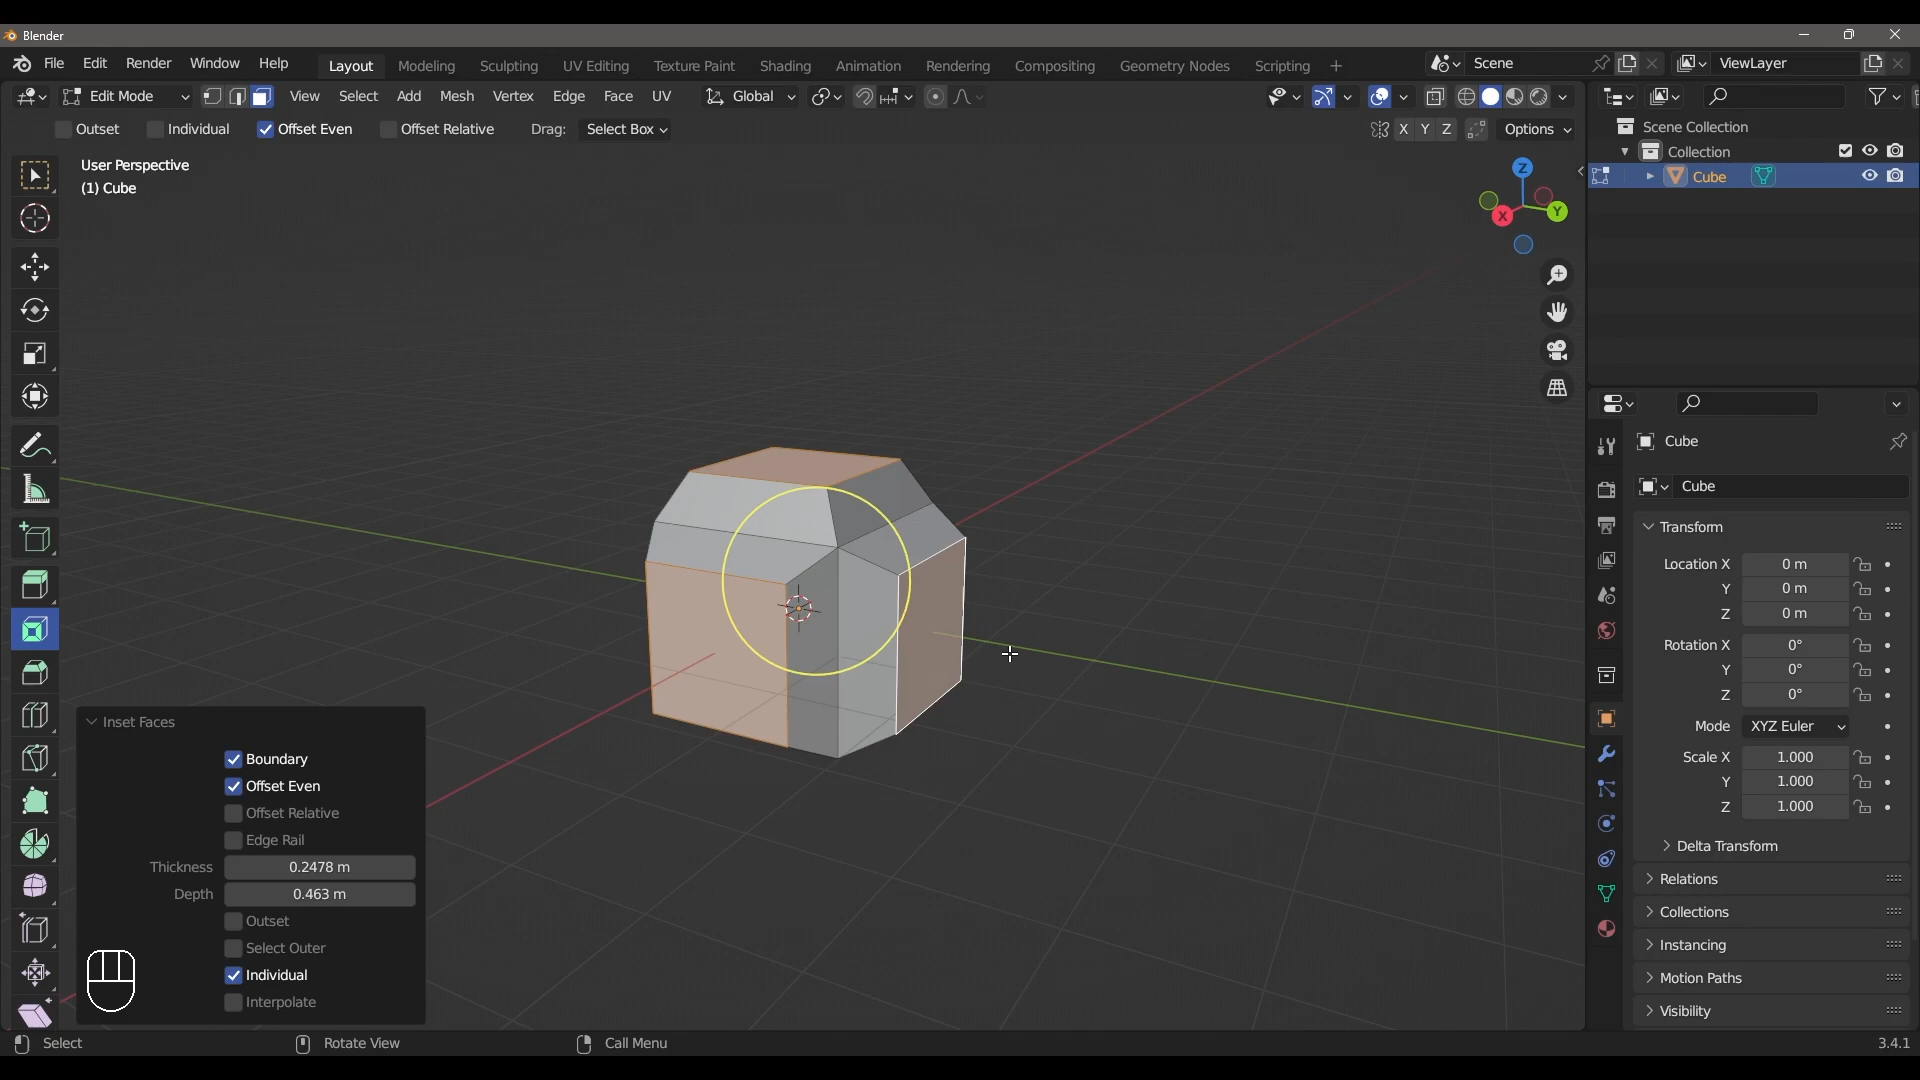 Blender
File Edit Render Window Help Layout Modeling Sculpting UV Editing Texture Paint Shading Animation Rendering Compositing Geometry Nodes Scripting + Scene ViewLayer
Edit Mode View Select Add Mesh Vertex Edge Face UV Global
Outset Individual Offset Even Offset Relative Drag: Select Box X Y Z Options
Scene Collection
Collection
Cube
User Perspective
(1) Cube
Z
Y
X
Cube
Cube
Transform
Location X 0 m
Y 0 m
Z 0 m
Rotation X 0°
Y 0°
Z 0°
Mode XYZ Euler
Scale X 1.000
Y 1.000
Z 1.000
Delta Transform
Relations
Collections
Instancing
Motion Paths
Visibility
Inset Faces
Boundary
Offset Even
Offset Relative
Edge Rail
Thickness 0.2478 m
Depth 0.463 m
Outset
Select Outer
Individual
Interpolate
Select Rotate View Call Menu 3.4.1